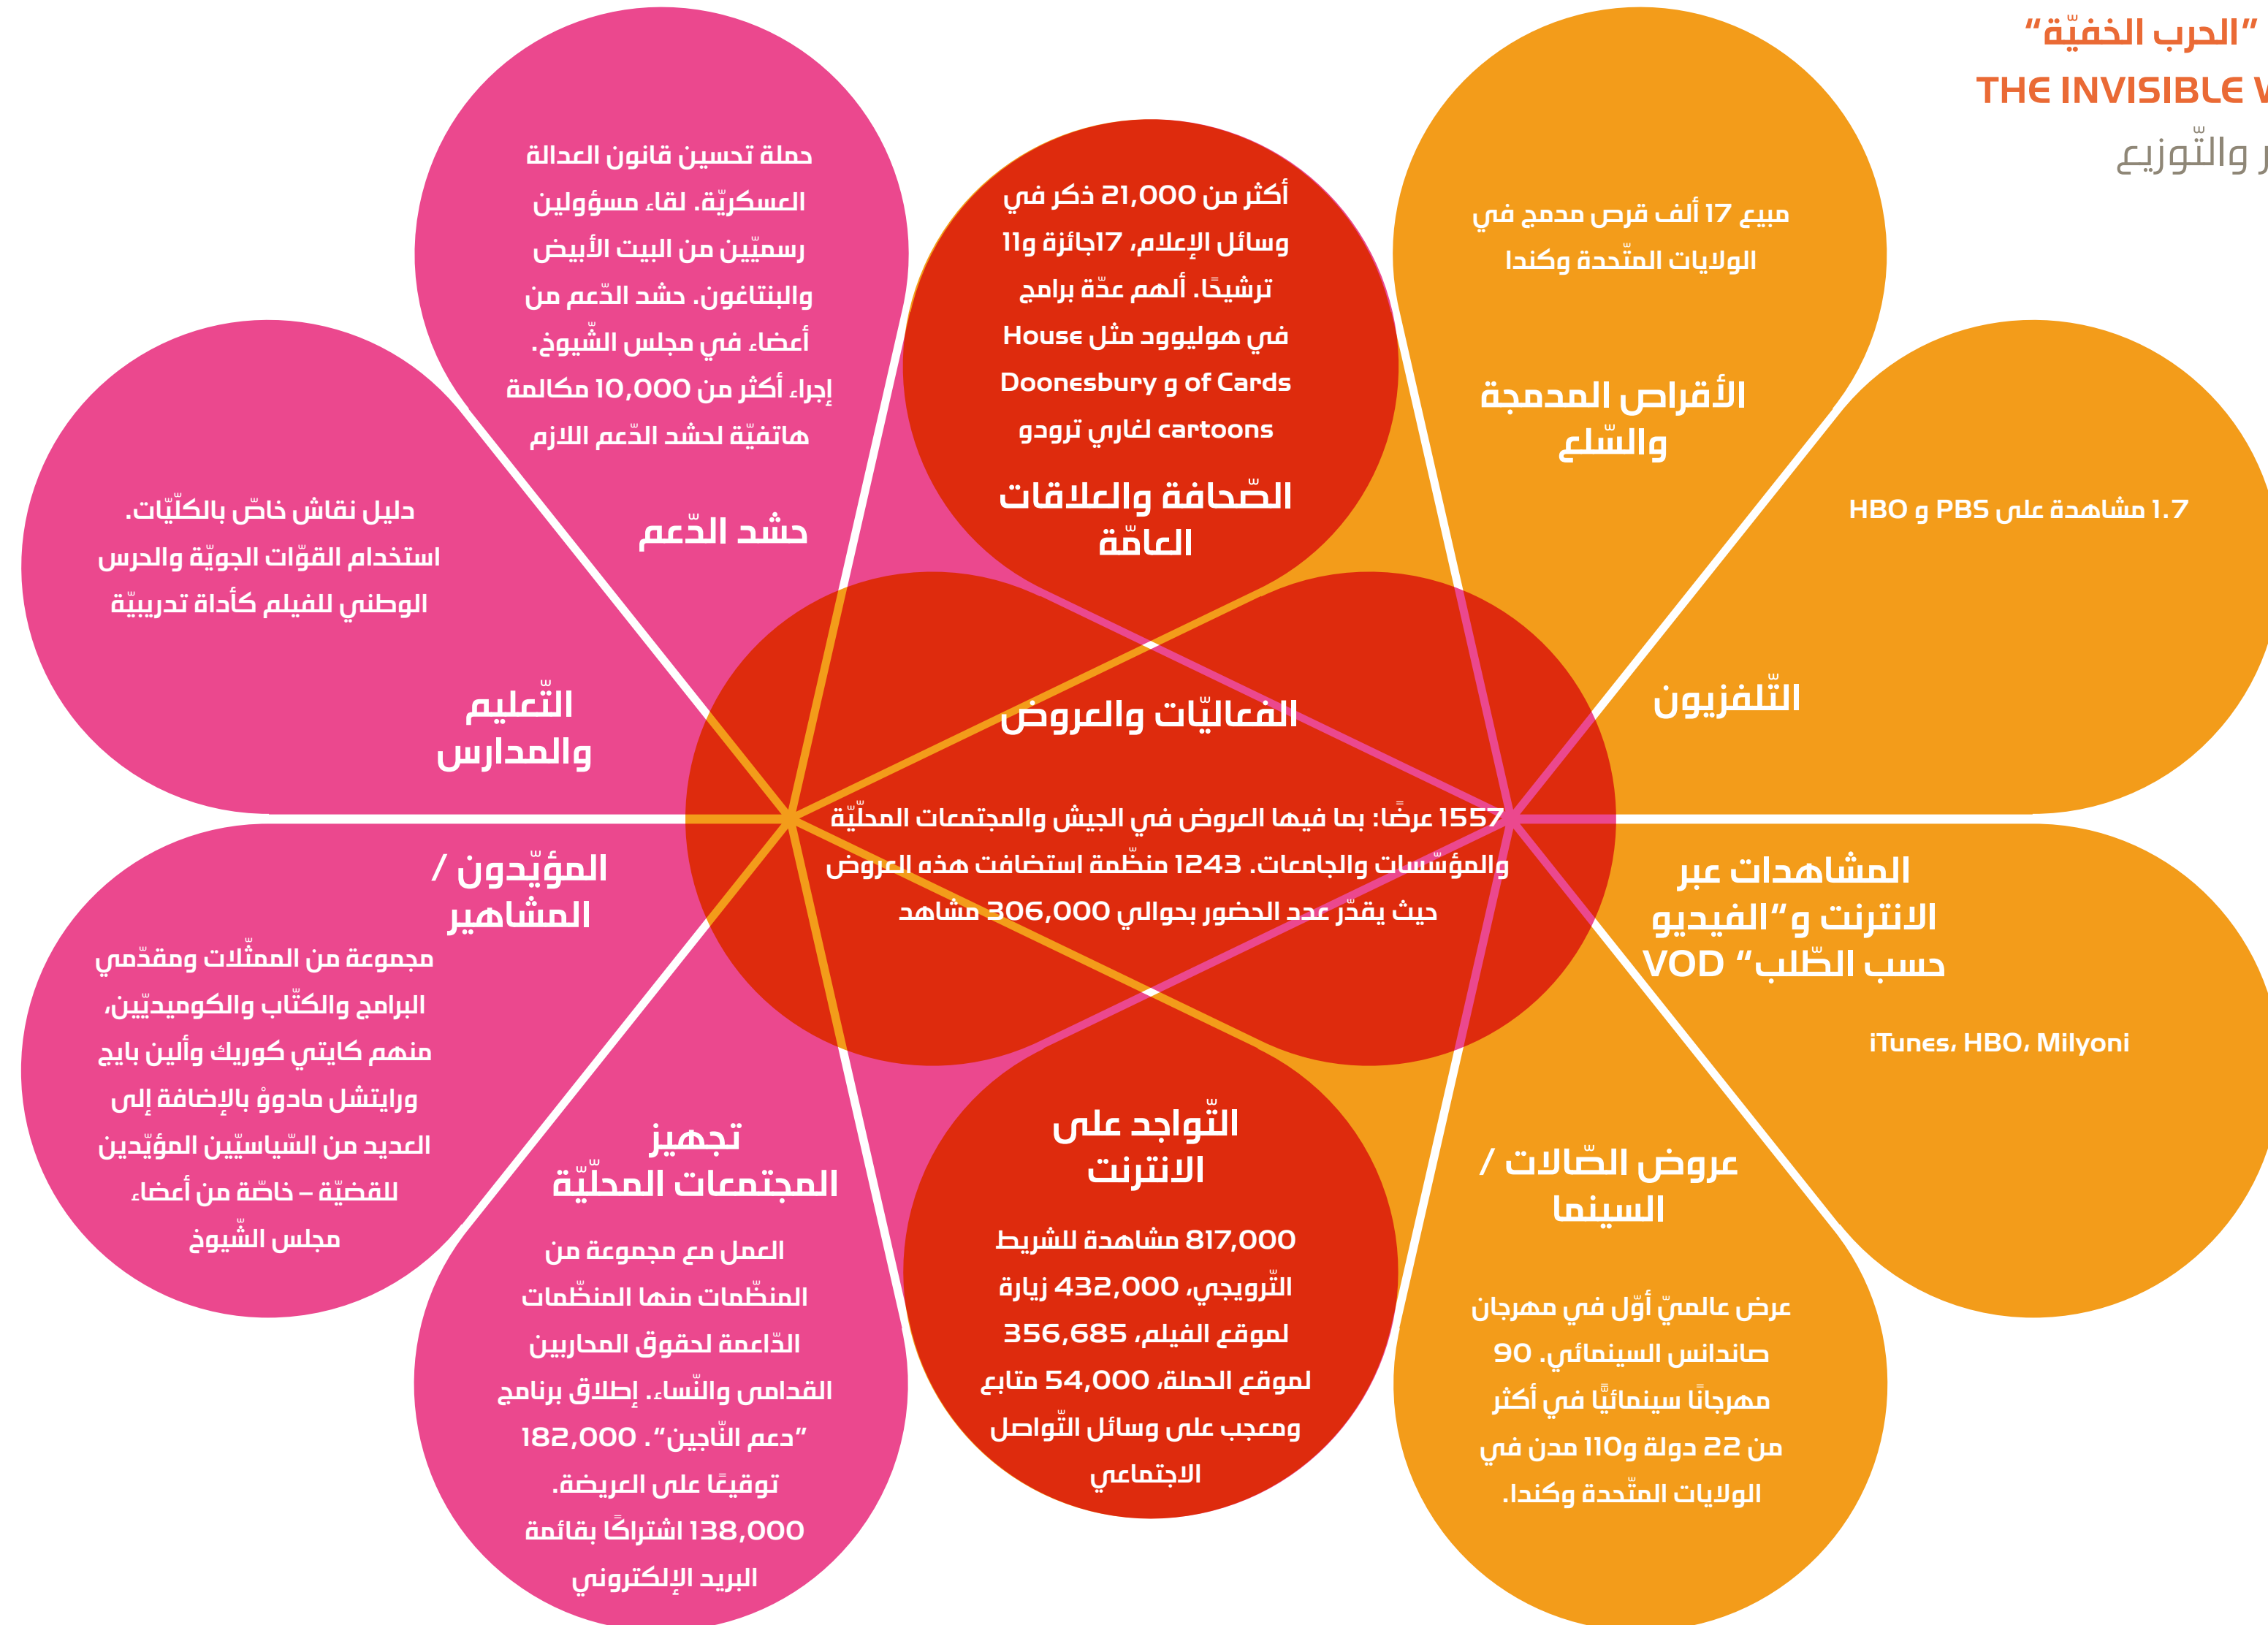 ”الحرب الخفيّة“
THE INVISIBLE
والتّوزيع
مبيع 17 ألف قرص مدمج في
الولايات المتّحدة وكندا
الأقراص المدمجة
والسّلع
1.7 مشاهدة على PBS و HBO
التّلفزيون
المشاهدات عبر
الانترنت و”الفيديو
حسب الطّلب“ VOD
iTunes، HBO، Milyoni
عروض الصّالات /
السينما
عرض عالميّ أوّل في مهرجان
صاندانس السينمائي. 90
مهرجانًا سينمائيًّا في أكثر
من 22 دولة و110 مدن في
الولايات المتّحدة وكندا.
أكثر من 21,000 ذكر في
وسائل الإعلام، 17جائزة و11
ترشيحًا. ألهم عدّة برامج
في هوليوود مثل House
of Cards و Doonesbury
cartoons لغاري ترودو
الصّحافة والعلاقات
العامّة
الفعاليّات والعروض
1557 عرضًا: بما فيها العروض في الجيش والمجتمعات المحلّيّة
والمؤسّسات والجامعات. 1243 منظّمة استضافت هذه العروض
حيث يقدّر عدد الحضور بحوالي 306,000 مشاهد
التّواجد على
الانترنت
817,000 مشاهدة للشريط
التّرويجي، 432,000 زيارة
لموقع الفيلم، 356,685
لموقع الحملة، 54,000 متابع
ومعجب على وسائل التّواصل
الاجتماعي
حملة تحسين قانون العدالة
العسكريّة. لقاء مسؤولين
رسميّين من البيت الأبيض
والبنتاغون. حشد الدّعم من
أعضاء في مجلس الشّيوخ.
إجراء أكثر من 10,000 مكالمة
هاتفيّة لحشد الدّعم اللازم
حشد الدّعم
دليل نقاش خاصّ بالكلّيّات.
استخدام القوّات الجويّة والحرس
الوطني للفيلم كأداة تدريبيّة
التّعليم
والمدارس
المؤيّدون /
المشاهير
مجموعة من الممثّلات ومقدّمي
البرامج والكتّاب والكوميديّين،
منهم كايتي كوريك وألين بايج
ورايتشل مادووْ بالإضافة إلى
العديد من السّياسيّين المؤيّدين
للقضيّة – خاصّة من أعضاء
مجلس الشّيوخ
تجهيز
المجتمعات المحلّيّة
العمل مع مجموعة من
المنظّمات منها المنظّمات
الدّاعمة لحقوق المحاربين
القدامى والنّساء. إطلاق برنامج
”دعم النّاجين“. 182,000
توقيعًا على العريضة.
138,000 اشتراكًا بقائمة
البريد الإلكتروني